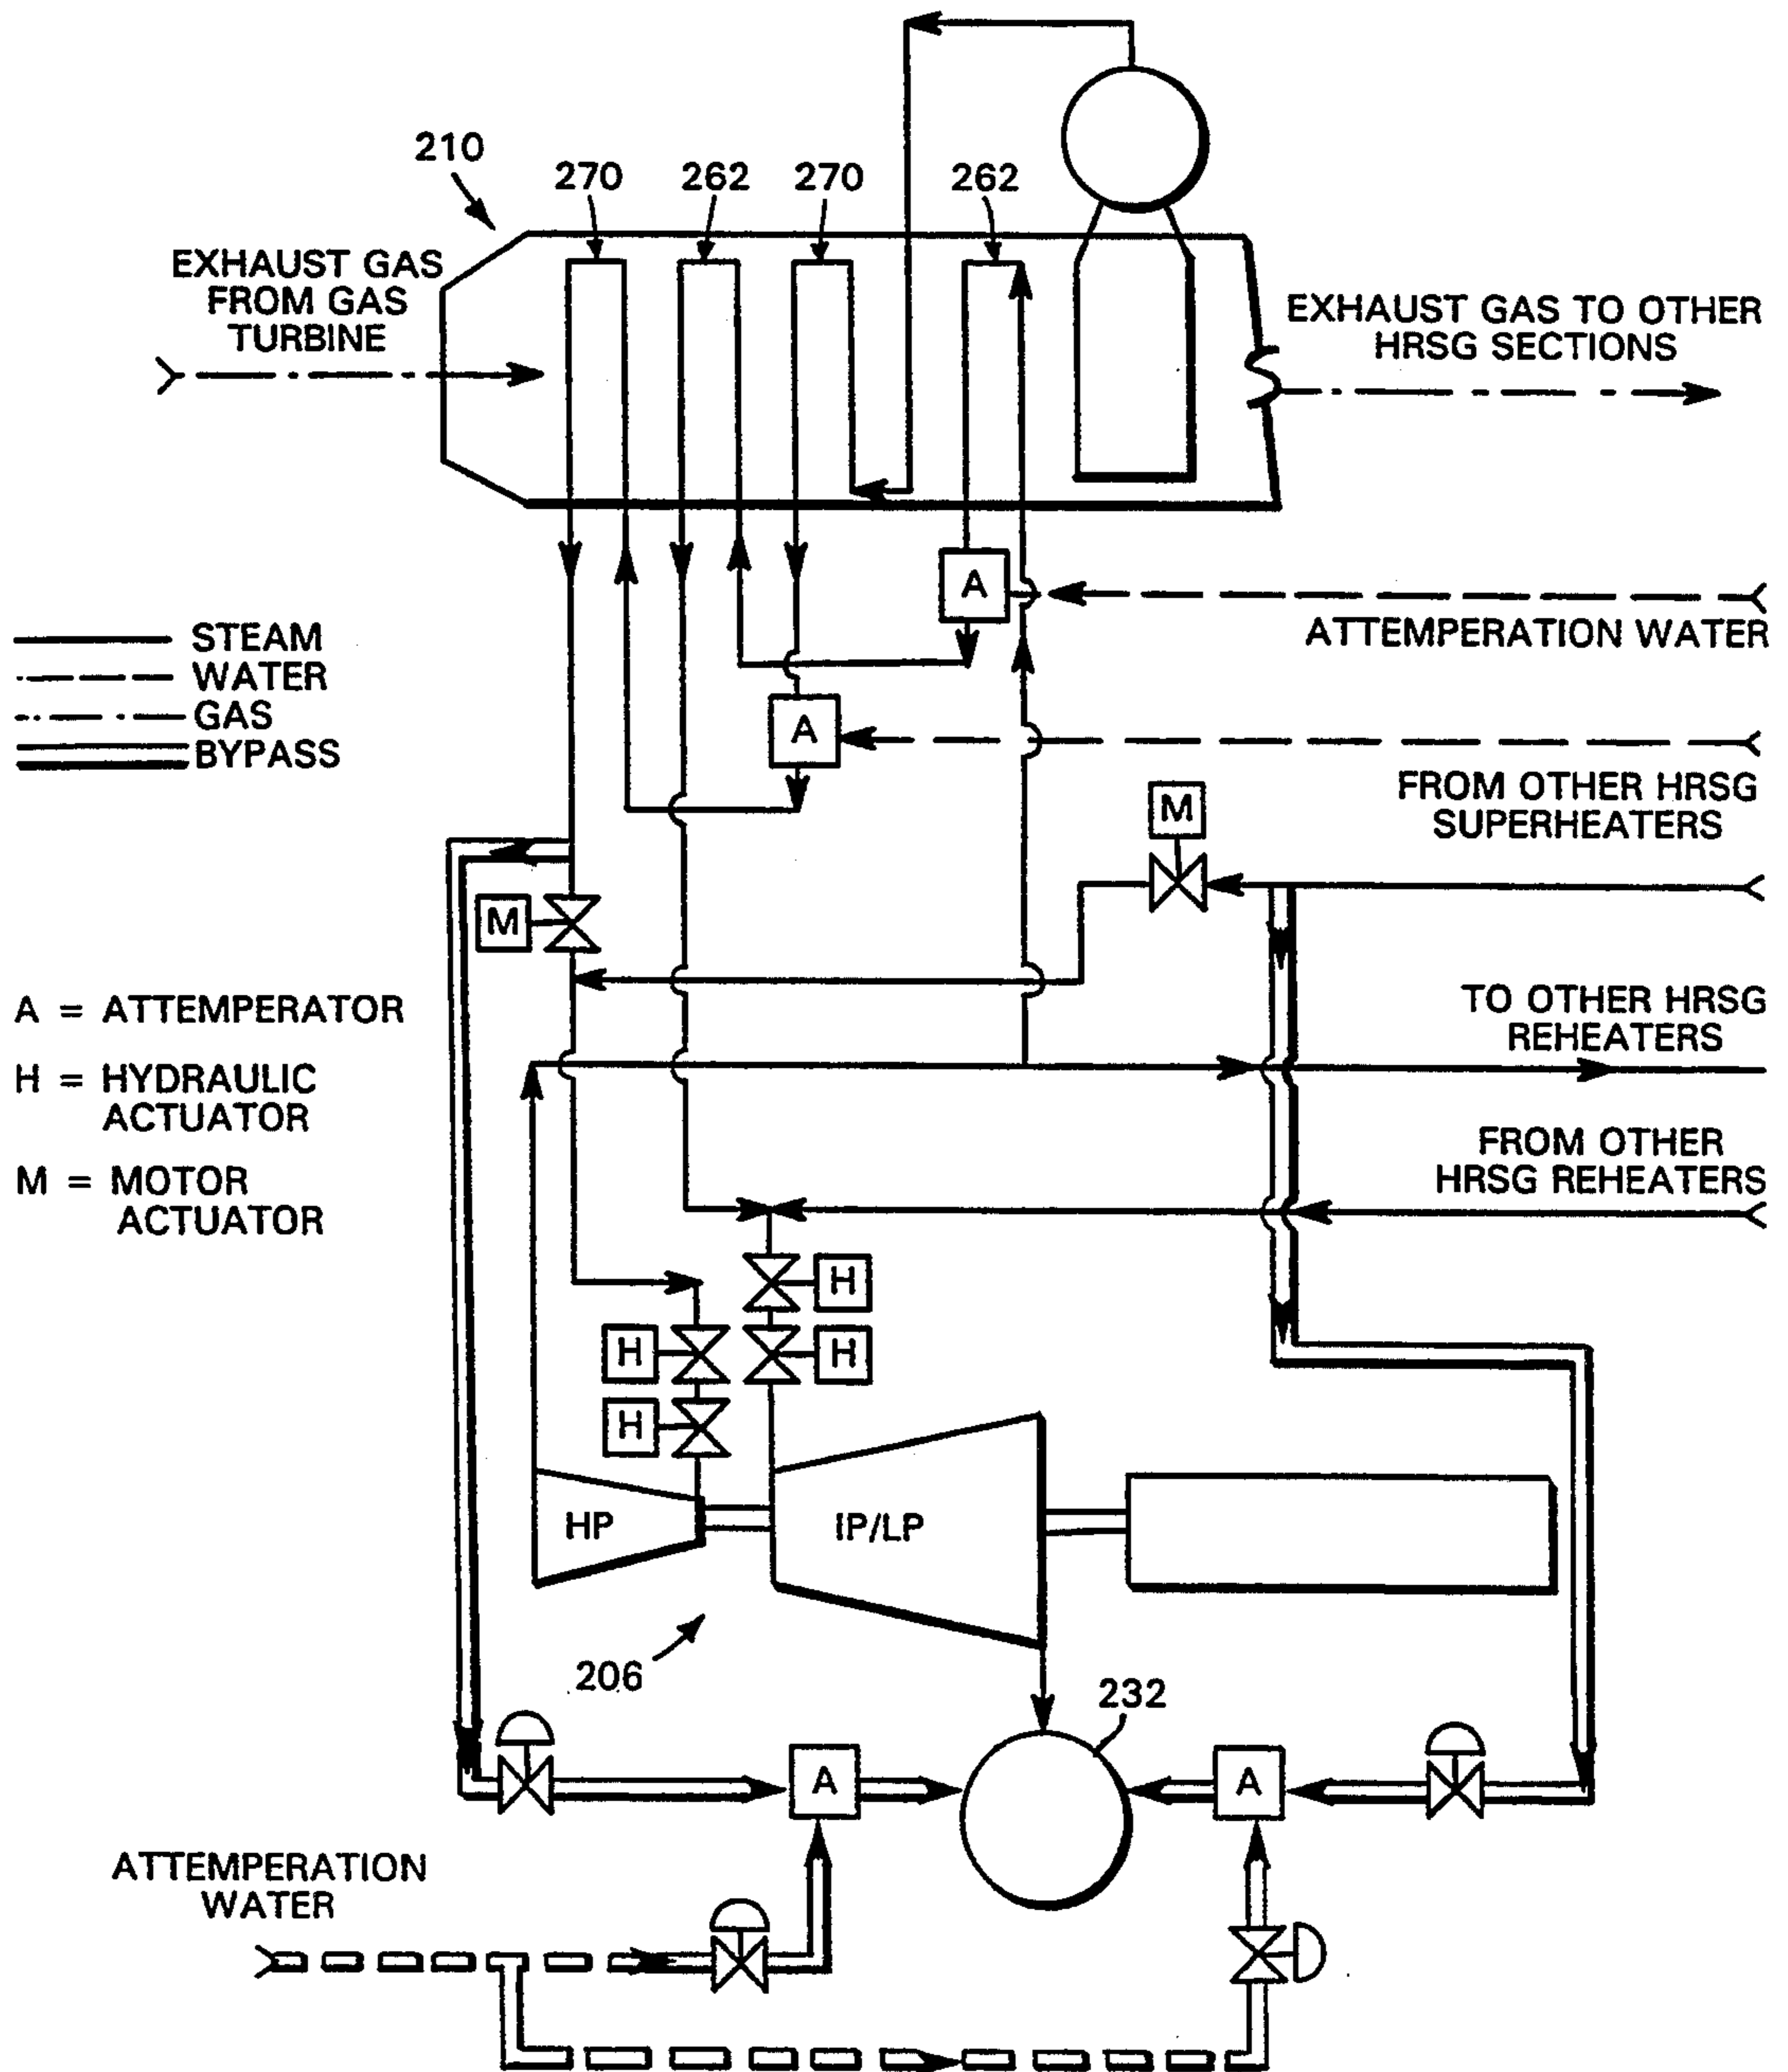 210
270
262
270
262
EXHAUST GAS
FROM GAS
TURBINE
EXHAUST GAS TO OTHER
HRSG SECTIONS
A
ATTEMPERATION WATER
STEAM
WATER
GAS
BYPASS
A
FROM OTHER HRSG
SUPERHEATERS
M
M
A = ATTEMPERATOR
H = HYDRAULIC
ACTUATOR
M = MOTOR
ACTUATOR
TO OTHER HRSG
REHEATERS
FROM OTHER
HRSG REHEATERS
H
H
H
H
HP
IP/LP
206
232
A
A
ATTEMPERATION
WATER